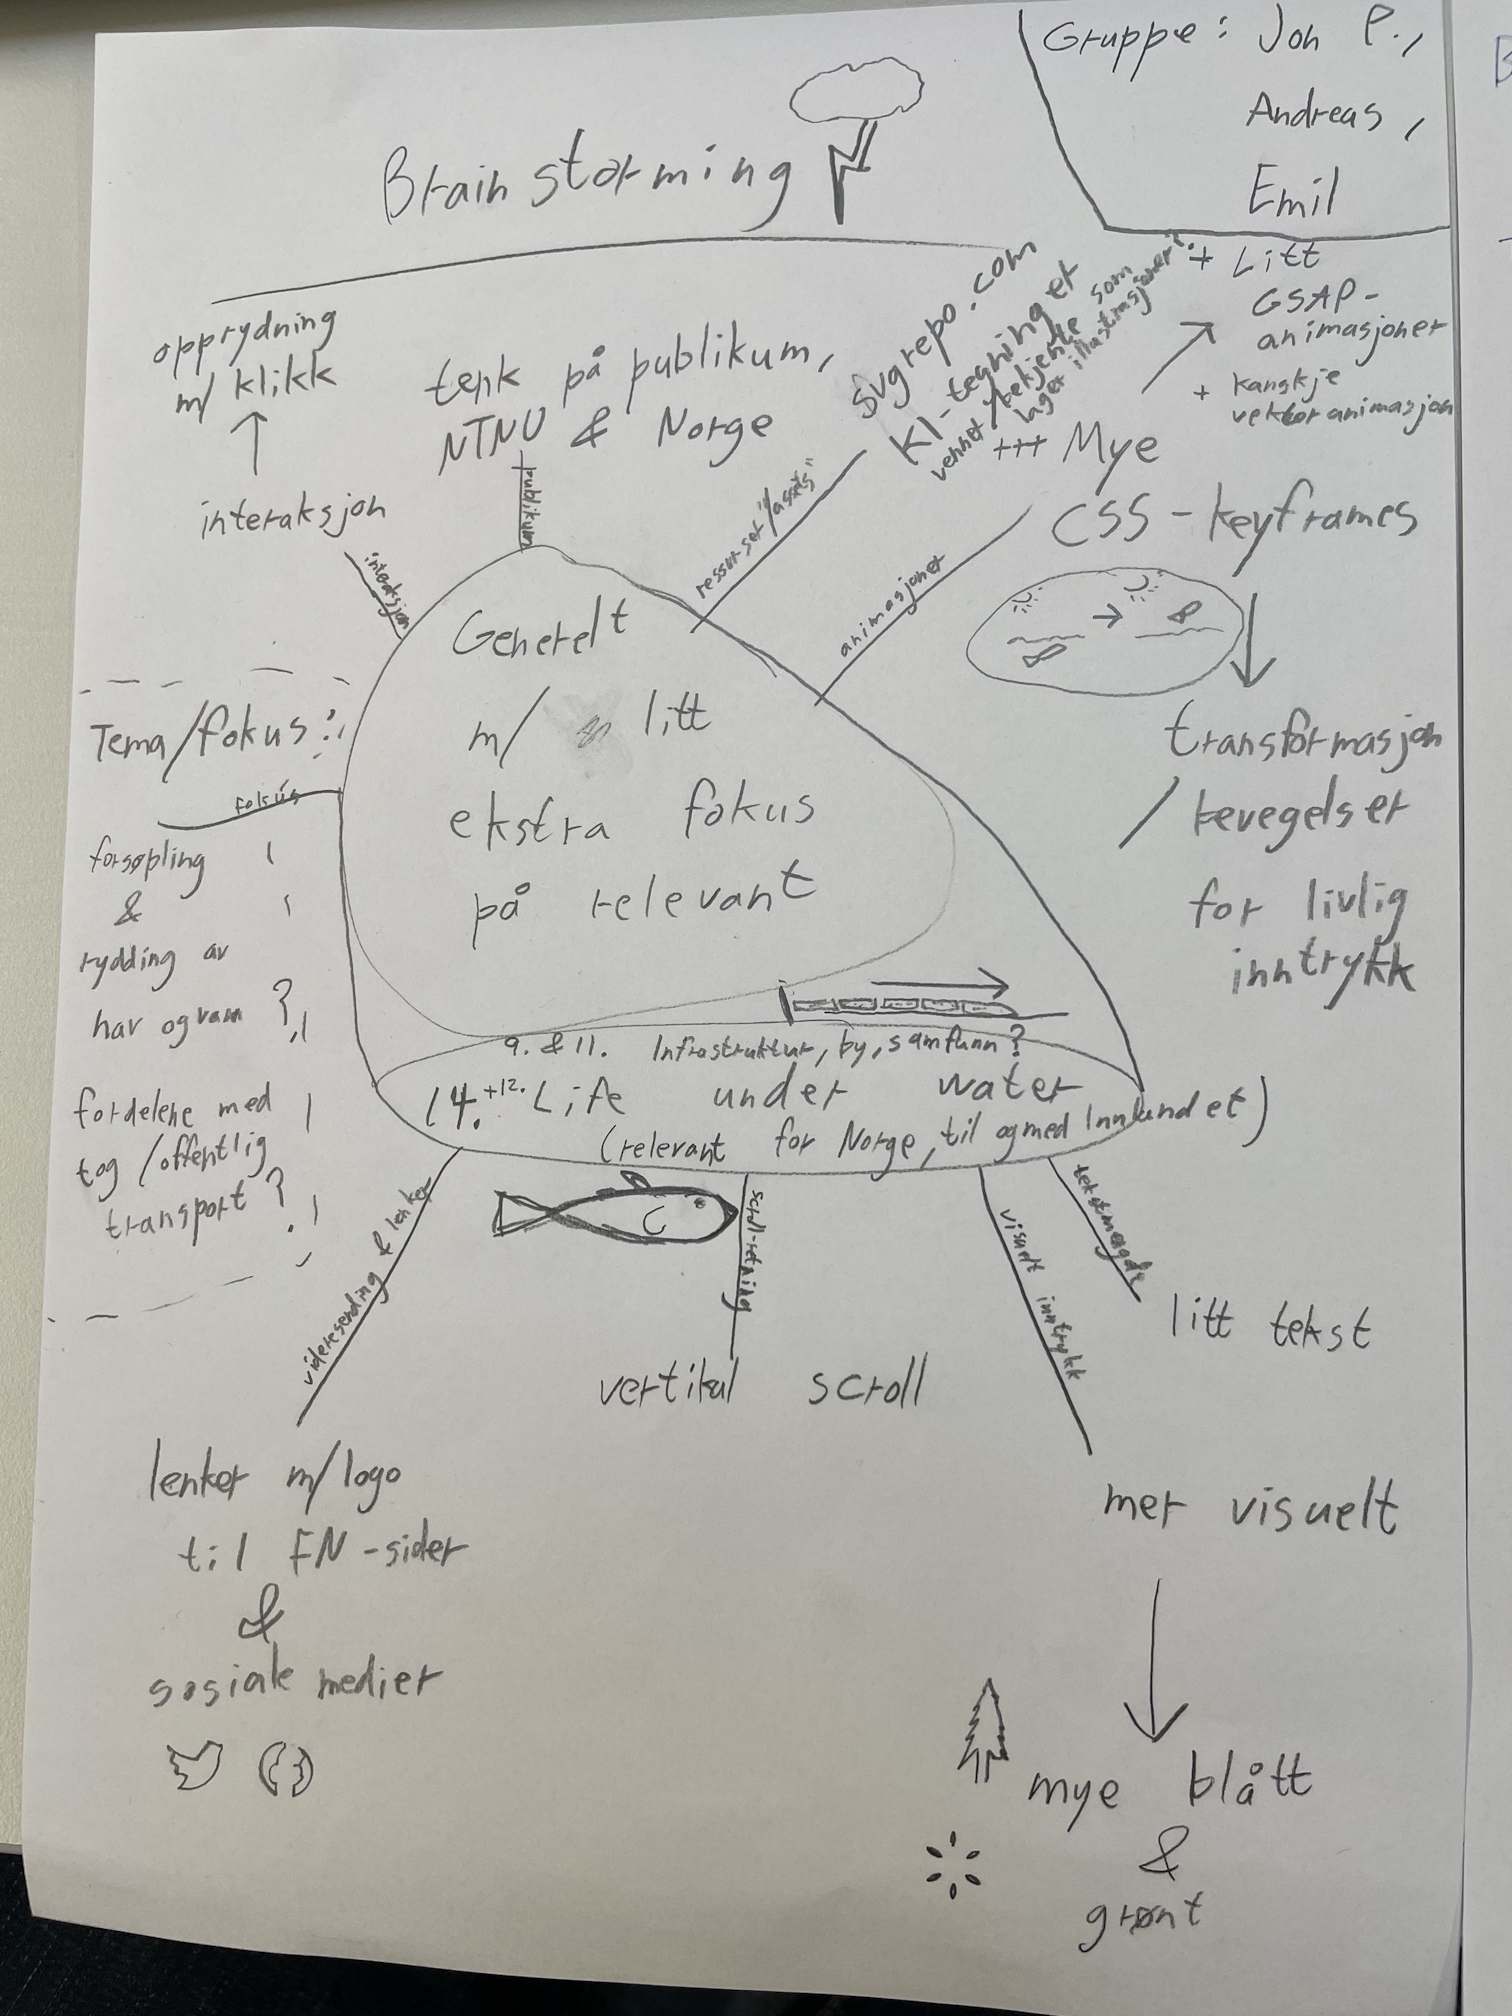 Gruppe: Jon P.,
Andreas,
Emil
Brainstorming
opprydning
m/ klikk
interaksjon
interaksjon
tenk på publikum,
NTNU & Norge
publikum
svgrepo.com
KI-tegninger
venner/bekjente som
lager illustrasjoner?
ressurser/"assets"
+ Litt
GSAP-
animasjoner
+ kanskje
vektoranimasjon
+++ Mye
CSS-keyframes
animasjoner
transformasjon
/ bevegelser
for livlig
inntrykk
Generelt
m/ litt
ekstra fokus
på relevant
9. & 11. Infrastruktur, by, samfunn?
14. +12. Life under water
(relevant for Norge, til og med Innlandet)
Tema/fokus:
fokus
forsøpling
&
rydding av
hav og vann ?
fordelene med
tog/offentlig
transport?
videresending & lenker
lenker m/logo
til FN-sider
&
sosiale medier
scroll-retning
vertikal scroll
visuelt inntrykk
mer visuelt
mye blått
&
grønt
tekstmengde
litt tekst